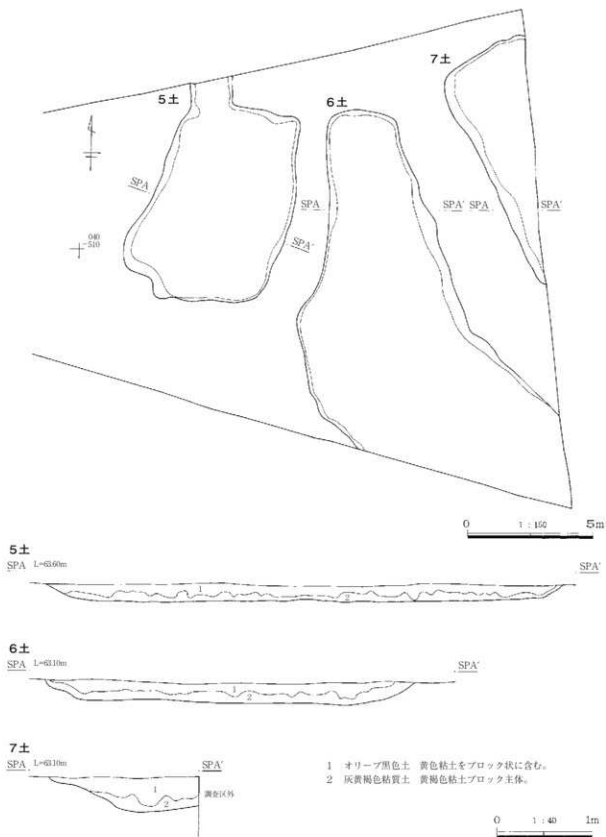 7土
5土
6土
SPA
SPA
SPA' SPA
SPA'
SPA'
040
-510
0 1:150 5m
5土
SPA L=63.60m
SPA'
1
2
6土
SPA L=63.10m
SPA'
1
2
7土
SPA L=63.10m
SPA'
1
2
調査区外
1 オリーブ黒色土 黄色粘土をブロック状に含む。
2 灰黄褐色粘質土 黄褐色粘土ブロック主体。
0 1:40 1m